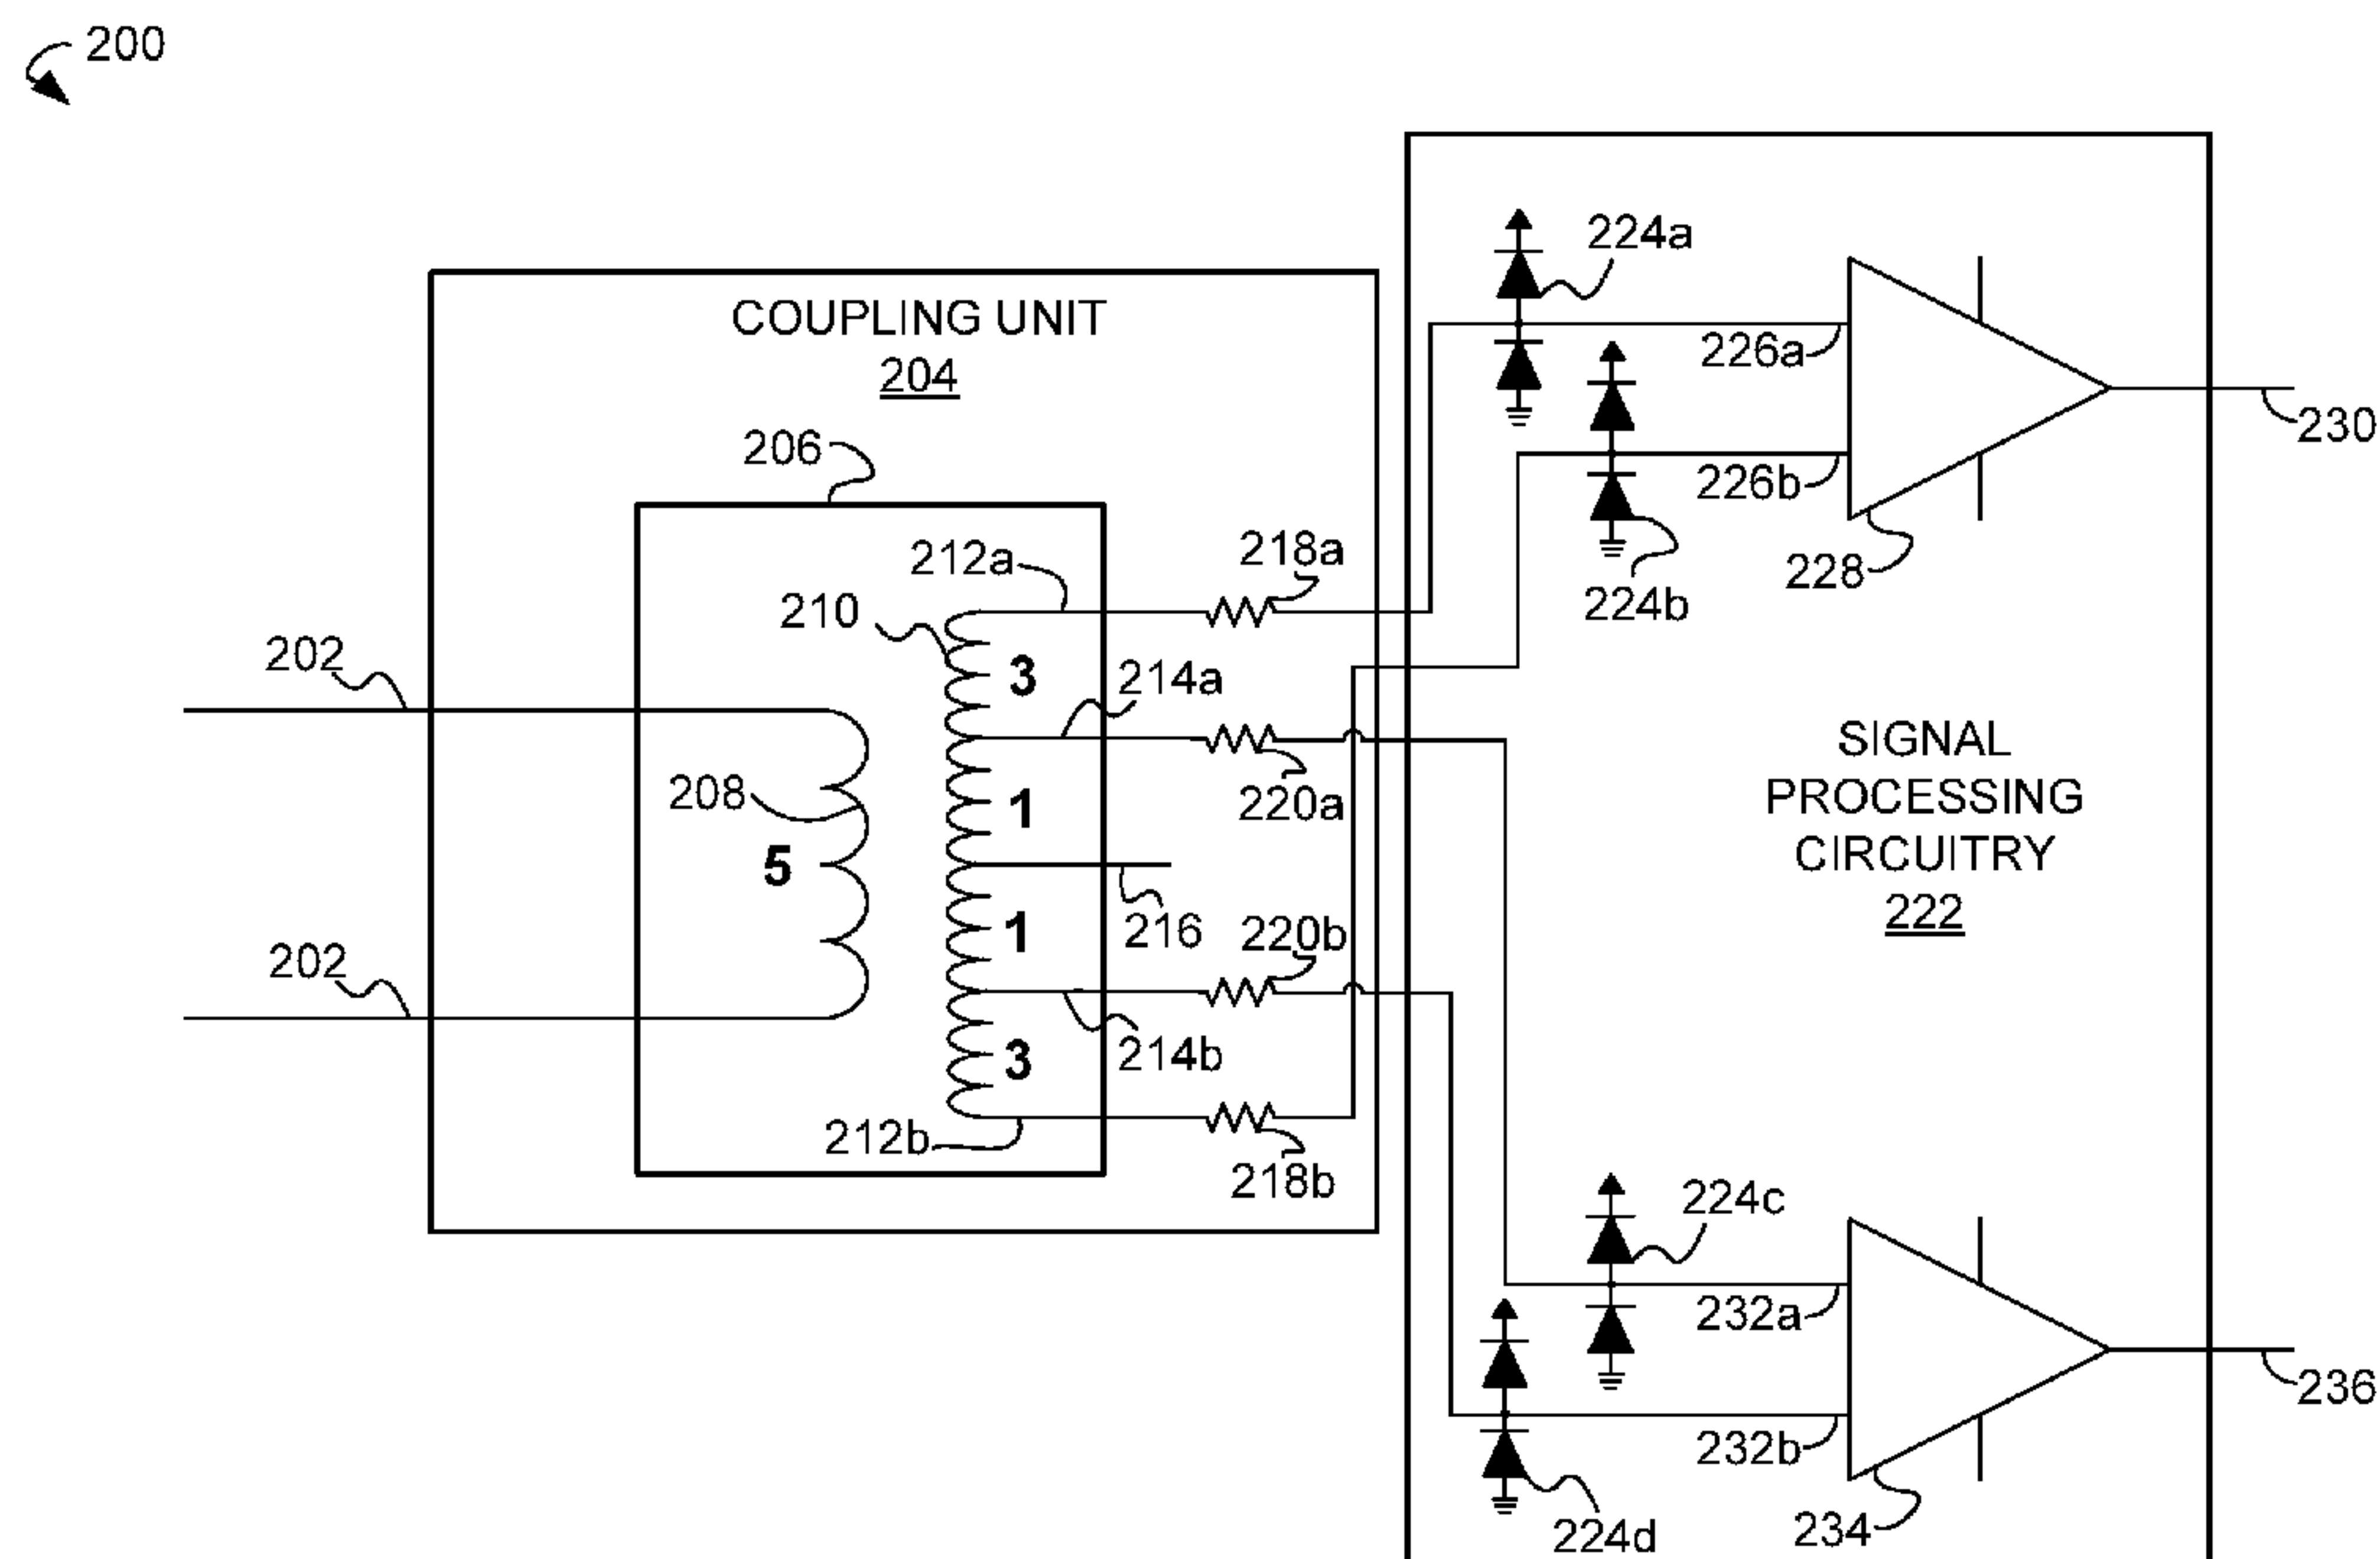 200
COUPLING UNIT
204
206
212a
210
3
218a
202
214a
220a
208
5
1
216
1
220b
202
214b
3
212b
218b
224a
226a
230
226b
224b
228
SIGNAL
PROCESSING
CIRCUITRY
222
224c
232a
236
232b
224d
234